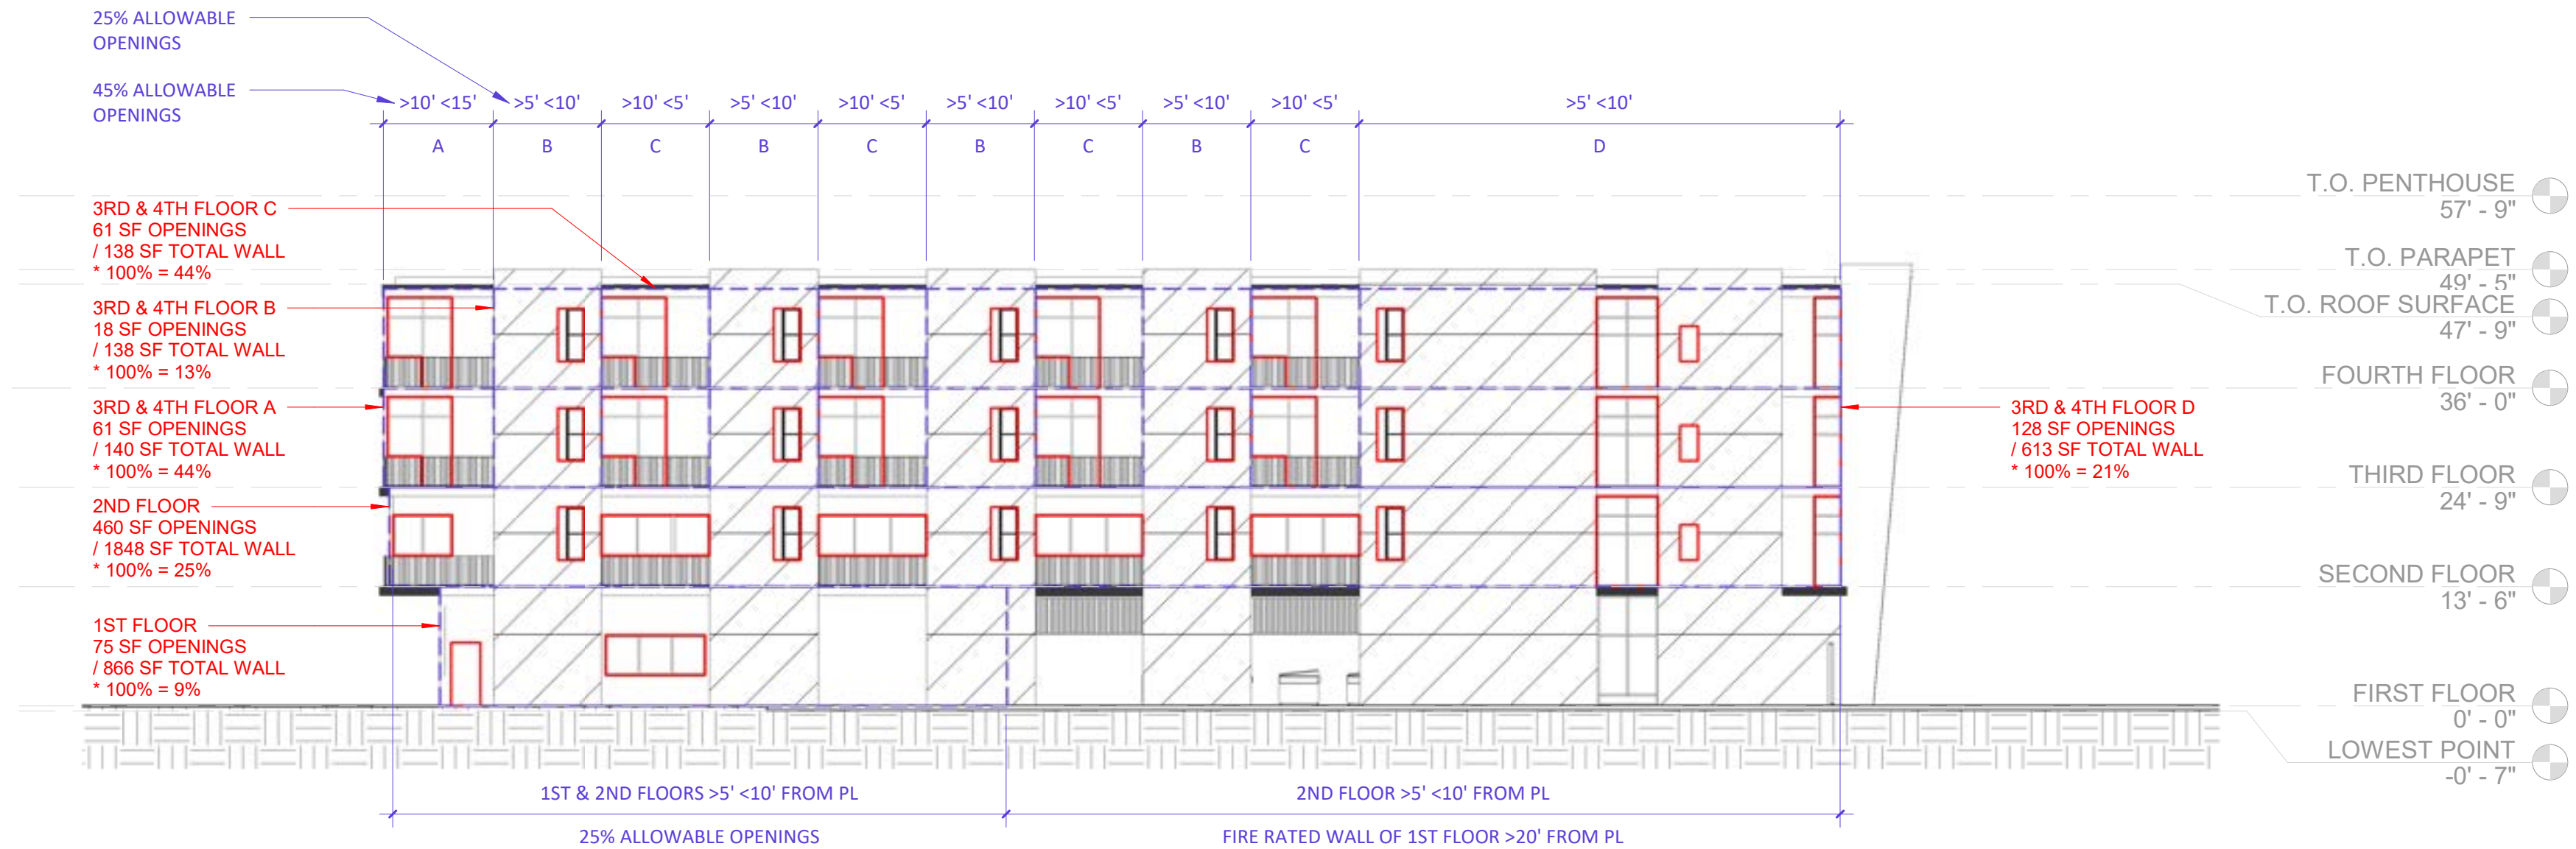 25% ALLOWABLE
OPENINGS
45% ALLOWABLE
OPENINGS
>10' <15'
>5' <10'
>10' <5'
>5' <10'
>10' <5'
>5' <10'
>10' <5'
>5' <10'
>10' <5'
>5' <10'
A
B
C
B
C
B
C
B
C
D
3RD & 4TH FLOOR C
61 SF OPENINGS
/ 138 SF TOTAL WALL
* 100% = 44%
3RD & 4TH FLOOR B
18 SF OPENINGS
/ 138 SF TOTAL WALL
* 100% = 13%
3RD & 4TH FLOOR A
61 SF OPENINGS
/ 140 SF TOTAL WALL
* 100% = 44%
2ND FLOOR
460 SF OPENINGS
/ 1848 SF TOTAL WALL
* 100% = 25%
1ST FLOOR
75 SF OPENINGS
/ 866 SF TOTAL WALL
* 100% = 9%
3RD & 4TH FLOOR D
128 SF OPENINGS
/ 613 SF TOTAL WALL
* 100% = 21%
T.O. PENTHOUSE
57' - 9"
T.O. PARAPET
49' - 5"
T.O. ROOF SURFACE
47' - 9"
FOURTH FLOOR
36' - 0"
THIRD FLOOR
24' - 9"
SECOND FLOOR
13' - 6"
FIRST FLOOR
0' - 0"
LOWEST POINT
-0' - 7"
1ST & 2ND FLOORS >5' <10' FROM PL
2ND FLOOR >5' <10' FROM PL
25% ALLOWABLE OPENINGS
FIRE RATED WALL OF 1ST FLOOR >20' FROM PL